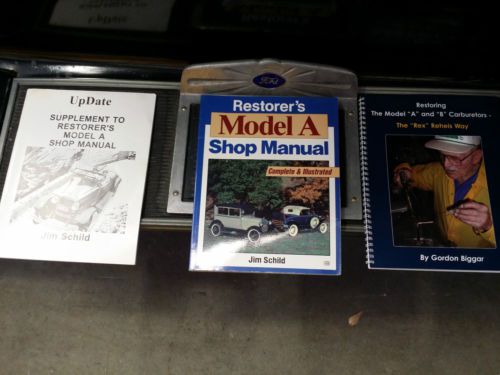 UpDate
SUPPLEMENT TO
RESTORER'S
MODEL A
SHOP MANUAL
Jim Schild
Ford
Restorer's
Model A
Shop Manual
Complete & Illustrated
Jim Schild
Restoring
The Model "A" and "B" Carburetors -
The "Rex" Reheis Way
By Gordon Biggar